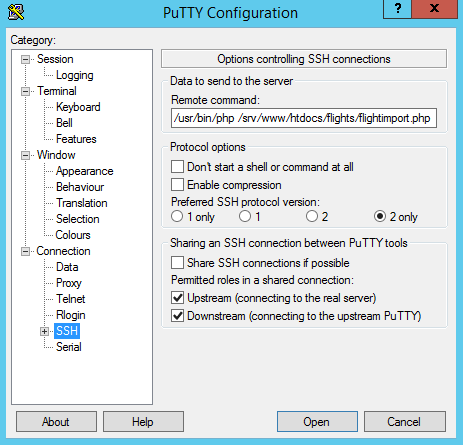 PuTTY Configuration
? X
Category:
Session
Logging
Terminal
Keyboard
Bell
Features
Window
Appearance
Behaviour
Translation
Selection
Colours
Connection
Data
Proxy
Telnet
Rlogin
SSH
Serial
Options controlling SSH connections
Data to send to the server
Remote command:
/usr/bin/php /srv/www/htdocs/flights/flightimport.php
Protocol options
Don't start a shell or command at all
Enable compression
Preferred SSH protocol version:
1 only 1 2 2 only
Sharing an SSH connection between PuTTY tools
Share SSH connections if possible
Permitted roles in a shared connection:
Upstream (connecting to the real server)
Downstream (connecting to the upstream PuTTY)
About Help Open Cancel